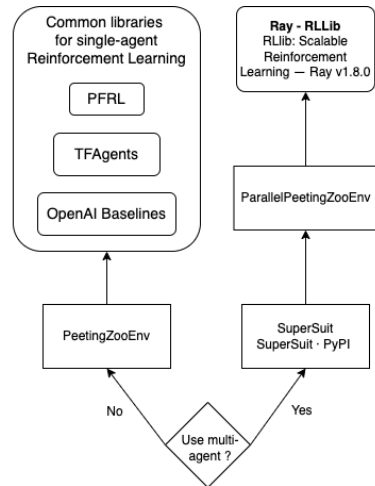 Common libraries
for single-agent
Reinforcement Learning
PFRL
TFAgents
OpenAI Baselines
Ray - RLLib
RLlib: Scalable
Reinforcement
Learning — Ray v1.8.0
ParallelPeetingZooEnv
PeetingZooEnv
SuperSuit
SuperSuit · PyPI
No
Yes
Use multi-
agent ?